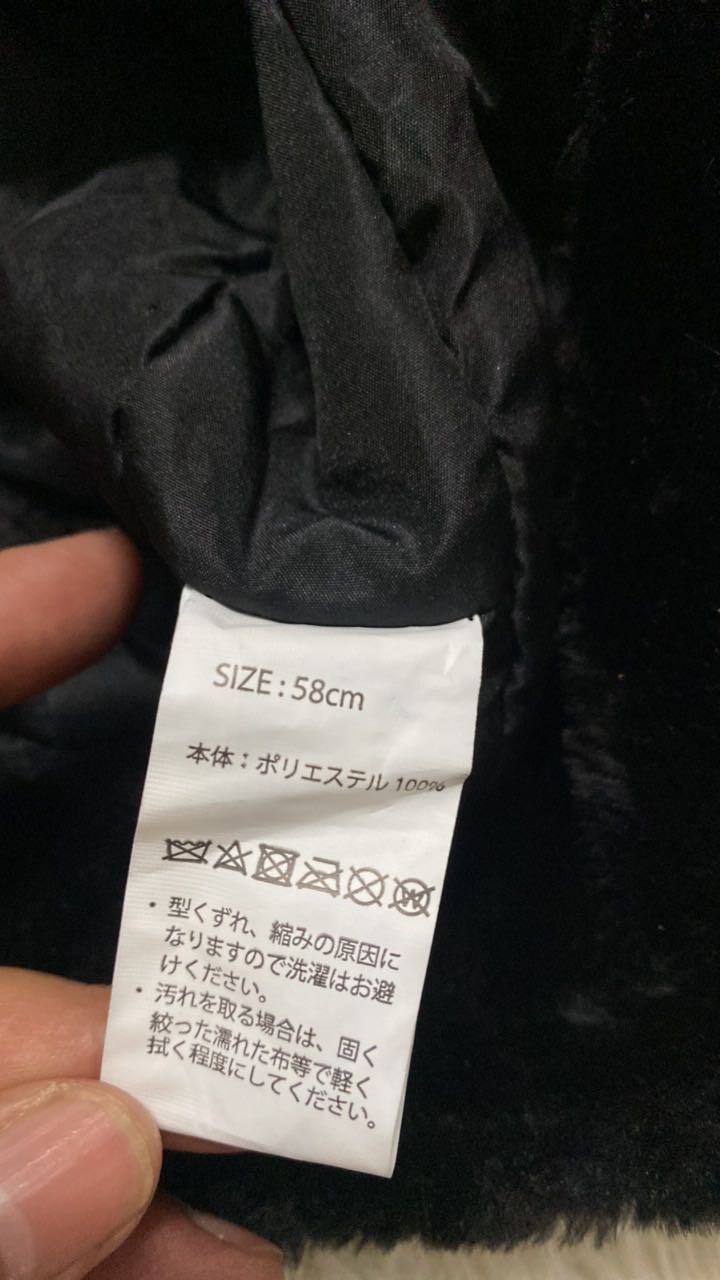 SIZE : 58cm
本体：ポリエステル 100%
・型くずれ、縮みの原因に
なりますので洗濯はお避
けください。
・汚れを取る場合は、固く
絞った濡れた布等で軽く
拭く程度にしてください。